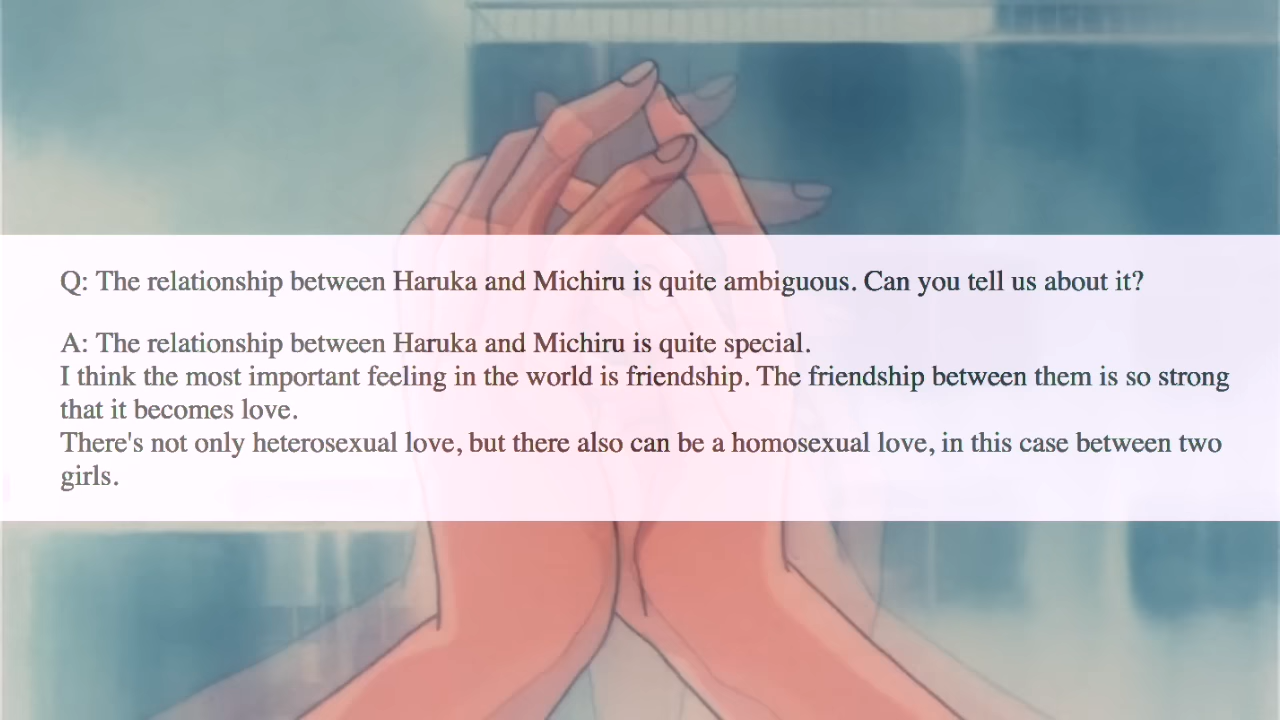 Q: The relationship between Haruka and Michiru is quite ambiguous. Can you tell us about it?
A: The relationship between Haruka and Michiru is quite special.
I think the most important feeling in the world is friendship. The friendship between them is so strong
that it becomes love.
There's not only heterosexual love, but there also can be a homosexual love, in this case between two
girls.